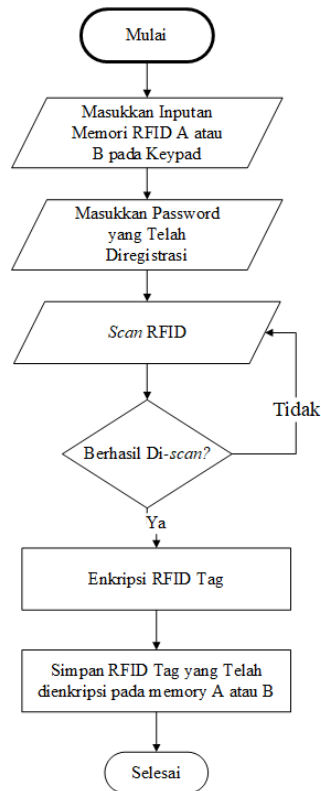 Mulai
Masukkan Inputan
Memori RFID A atau
B pada Keypad
Masukkan Password
yang Telah
Diregistrasi
Scan RFID
Tidak
Berhasil Di-scan?
Ya
Enkripsi RFID Tag
Simpan RFID Tag yang Telah
dienkripsi pada memory A atau B
Selesai